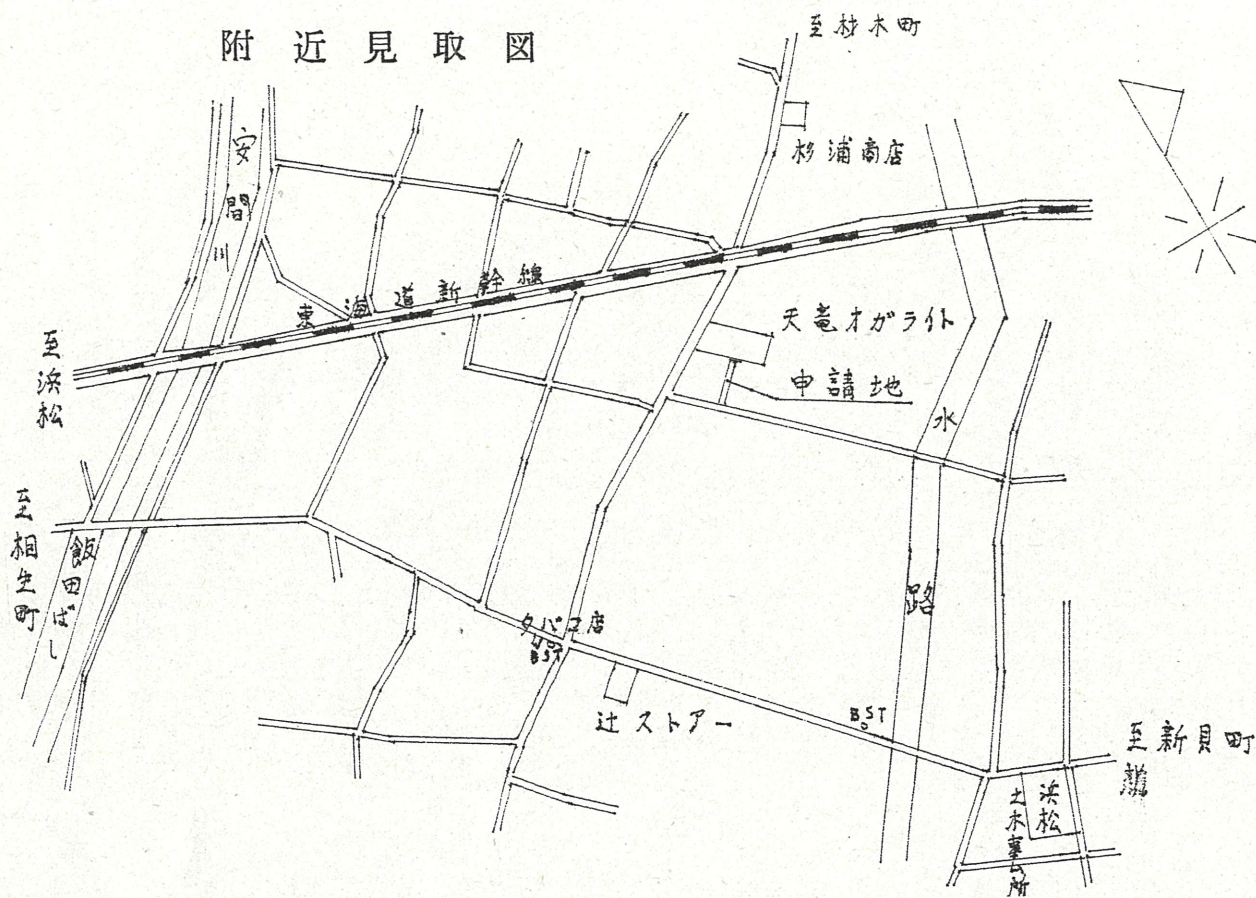 附近見取図
至材木町
杉浦商店
安間川
東海道新幹線
至浜松
天竜オガライト
申請地
水路
至相生町
飯田ばし
タバコ店
BST
辻ストアー
BST
至新貝町
浜松
土木事ム所